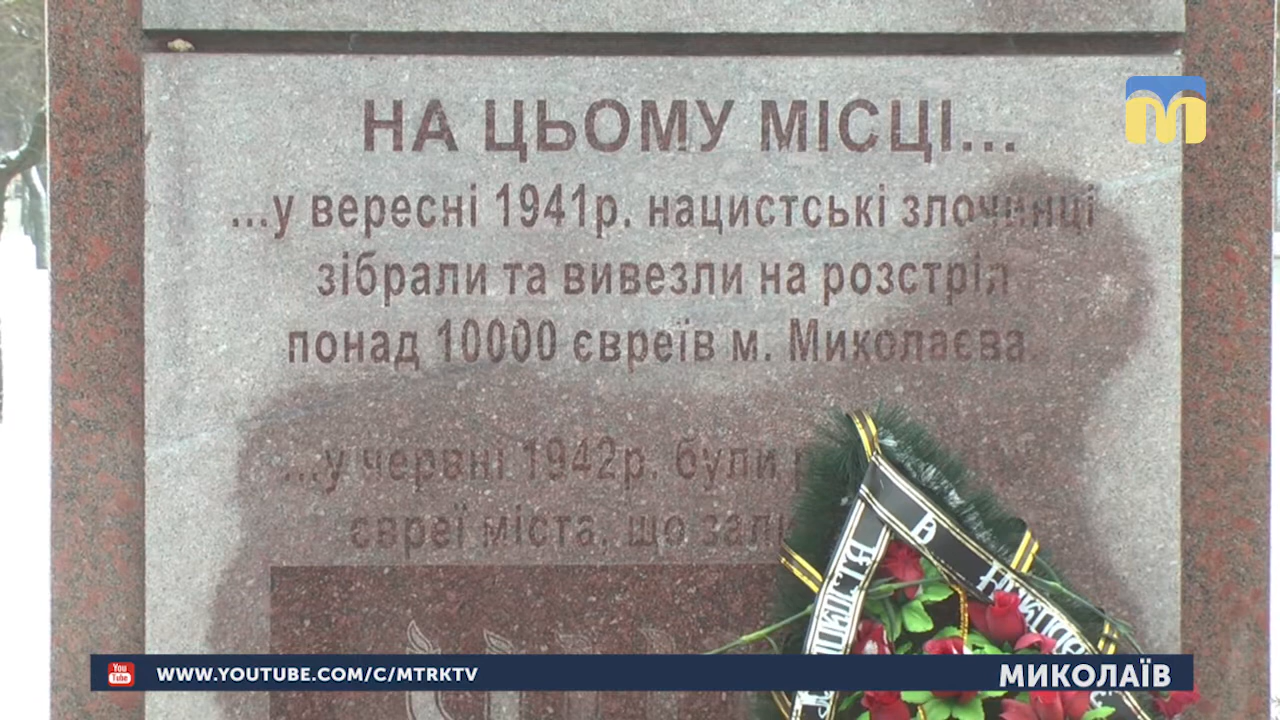 НА ЦЬОМУ МІСЦІ...
...у вересні 1941р. нацистські злочинці
зібрали та вивезли на розстріл
понад 10000 євреїв м. Миколаєва.
...у червні 1942р. були
євреї міста, що
В
WWW.YOUTUBE.COM/C/MTRKTV
МИКОЛАЇВ